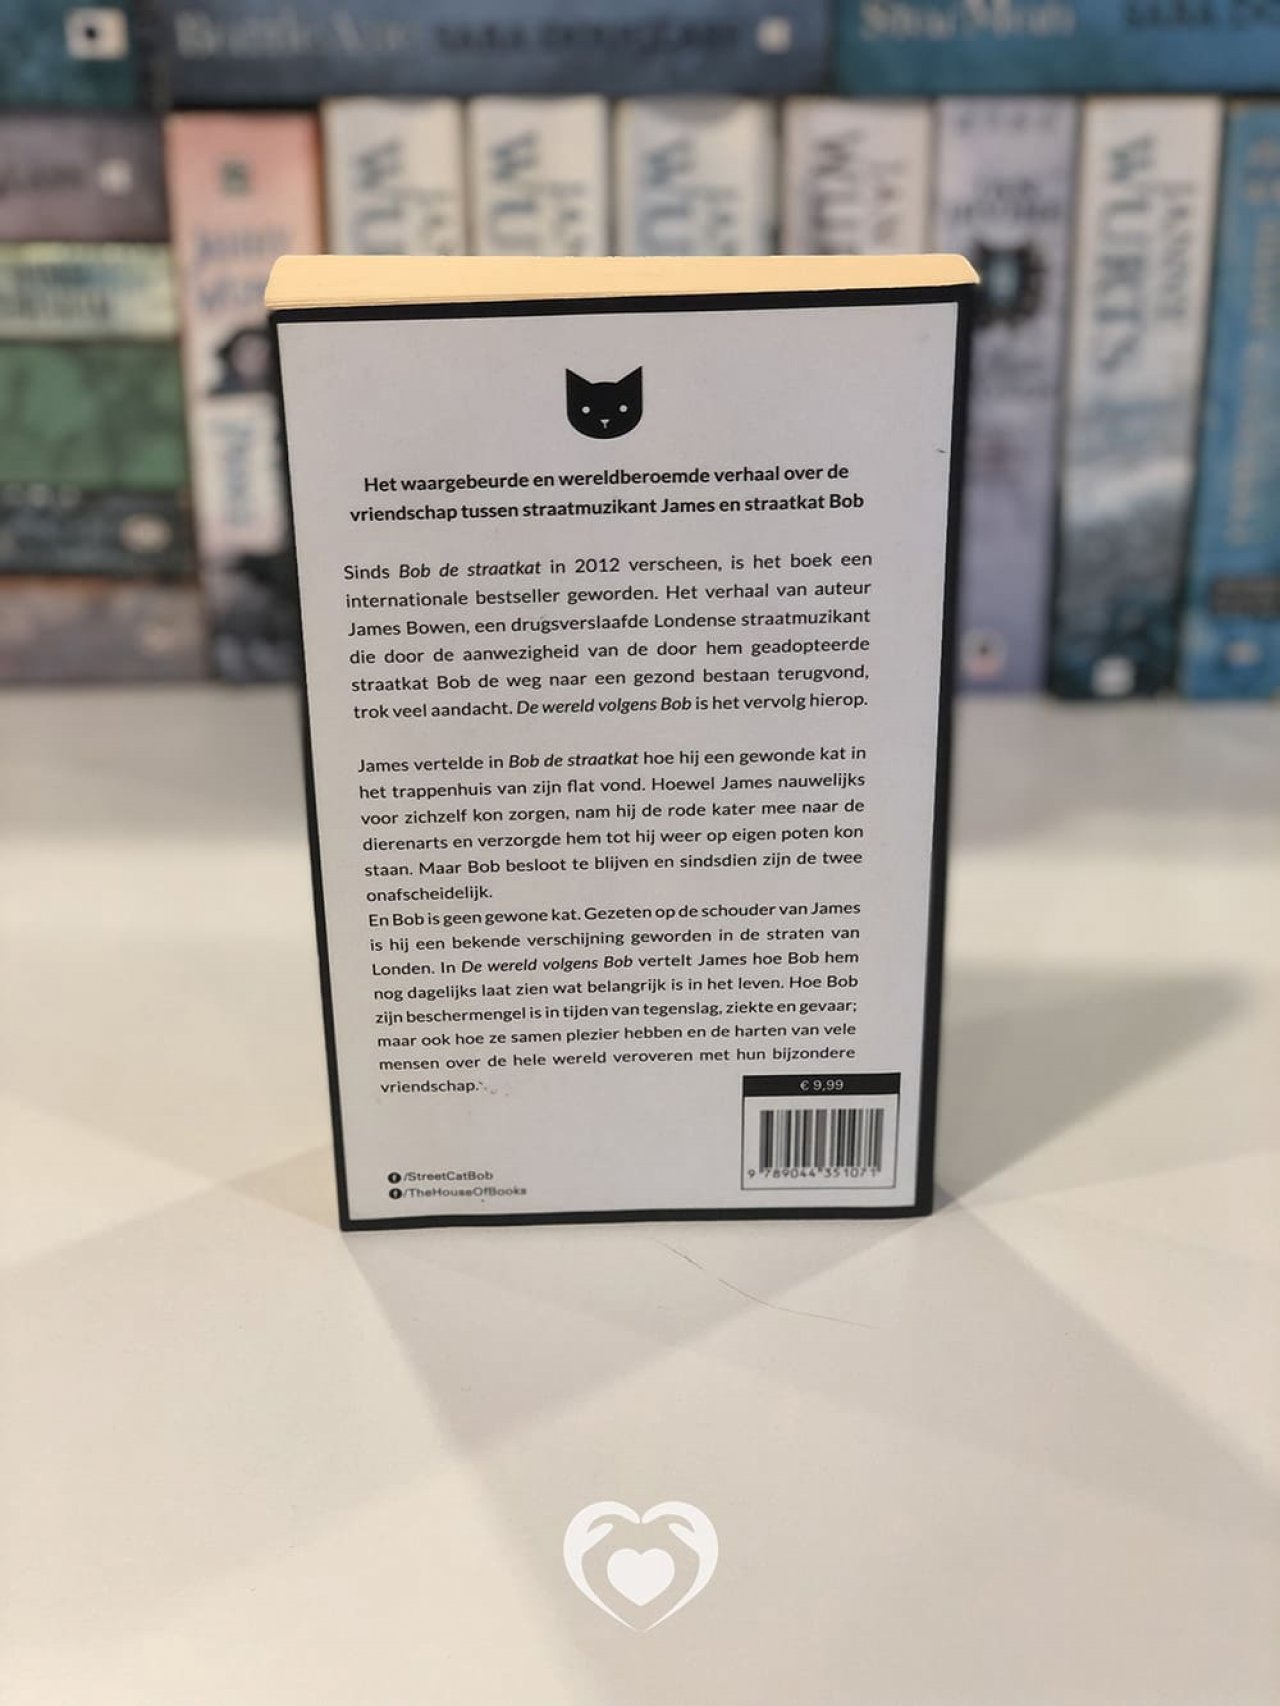 SARA DOUGLASS
JANNY
WURTS
Het waargebeurde en wereldberoemde verhaal over de
vriendschap tussen straatmuzikant James en straatkat Bob
Sinds Bob de straatkat in 2012 verscheen, is het boek een
internationale bestseller geworden. Het verhaal van auteur
James Bowen, een drugsverslaafde Londense straatmuzikant
die door de aanwezigheid van de door hem geadopteerde
straatkat Bob de weg naar een gezond bestaan terugvond,
trok veel aandacht. De wereld volgens Bob is het vervolg hierop.
James vertelde in Bob de straatkat hoe hij een gewonde kat in
het trappenhuis van zijn flat vond. Hoewel James nauwelijks
voor zichzelf kon zorgen, nam hij de rode kater mee naar de
dierenarts en verzorgde hem tot hij weer op eigen poten kon
staan. Maar Bob besloot te blijven en sindsdien zijn de twee
onafscheidelijk.
En Bob is geen gewone kat. Gezeten op de schouder van James
is hij een bekende verschijning geworden in de straten van
Londen. In De wereld volgens Bob vertelt James hoe Bob hem
nog dagelijks laat zien wat belangrijk is in het leven. Hoe Bob
zijn beschermengel is in tijden van tegenslag, ziekte en gevaar;
maar ook hoe ze samen plezier hebben en de harten van vele
mensen over de hele wereld veroveren met hun bijzondere
vriendschap.
€ 9,99
9 789044 351071
/StreetCatBob
/TheHouseOfBooks